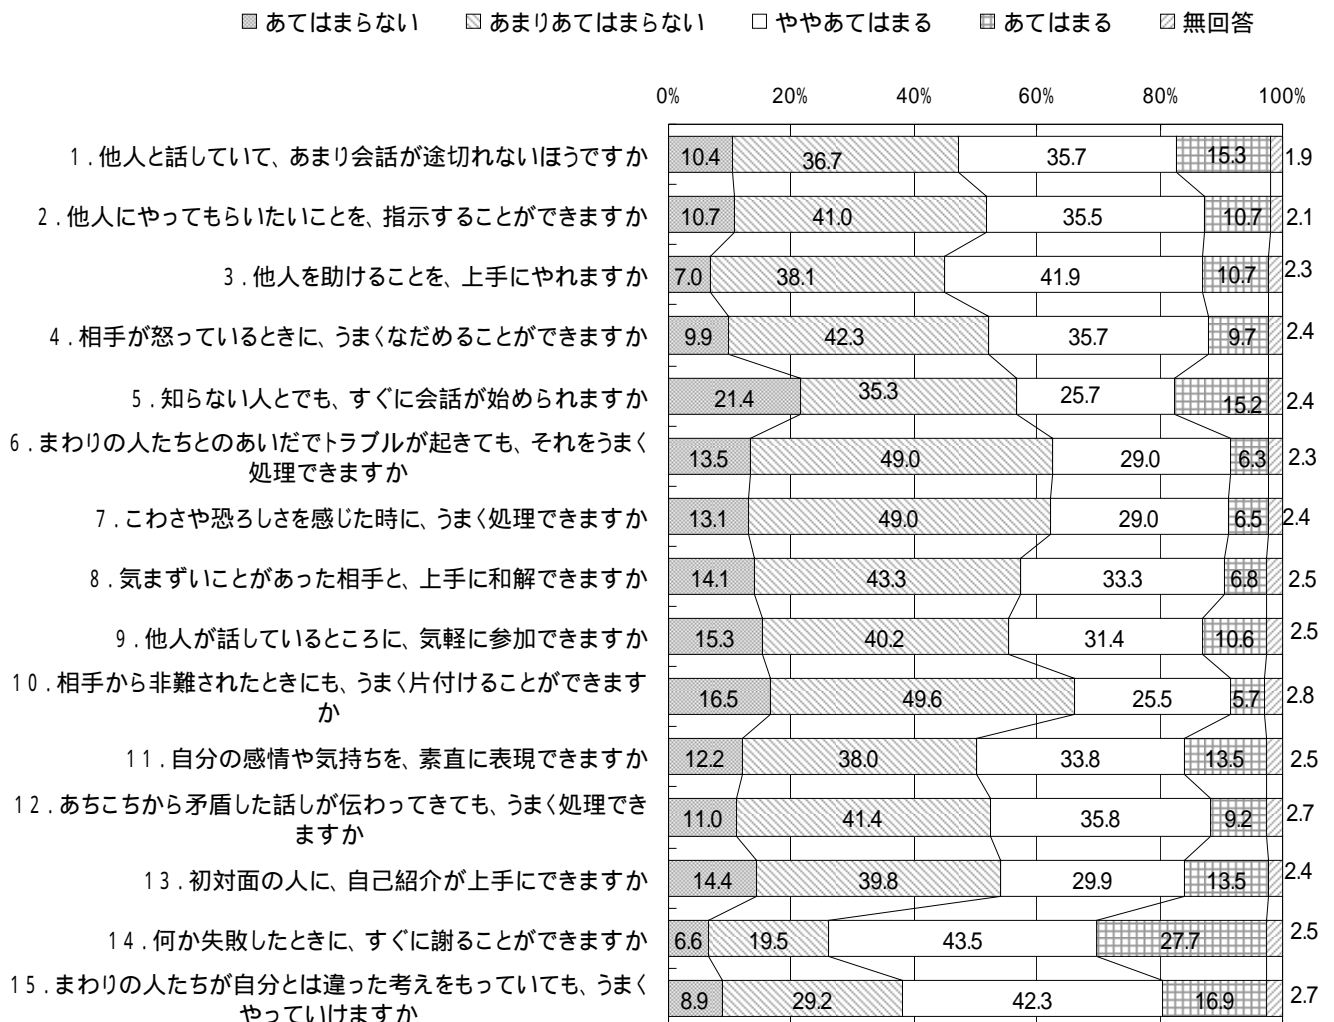 あてはまらない あまりあてはまらない ややあてはまる あてはまる 無回答
0% 20% 40% 60% 80% 100%
1．他人と話していて、あまり会話が途切れないほうですか 10.4 36.7 35.7 15.3 1.9
2．他人にやってもらいたいことを、指示することができますか 10.7 41.0 35.5 10.7 2.1
3．他人を助けることを、上手にやれますか 7.0 38.1 41.9 10.7 2.3
4．相手が怒っているときに、うまくなだめることができますか 9.9 42.3 35.7 9.7 2.4
5．知らない人とでも、すぐに会話が始められますか 21.4 35.3 25.7 15.2 2.4
6．まわりの人たちとのあいだでトラブルが起きても、それをうまく
処理できますか 13.5 49.0 29.0 6.3 2.3
7．こわさや恐ろしさを感じた時に、うまく処理できますか 13.1 49.0 29.0 6.5 2.4
8．気まずいことがあった相手と、上手に和解できますか 14.1 43.3 33.3 6.8 2.5
9．他人が話しているところに、気軽に参加できますか 15.3 40.2 31.4 10.6 2.5
10．相手から非難されたときにも、うまく片付けることができます
か 16.5 49.6 25.5 5.7 2.8
11．自分の感情や気持ちを、素直に表現できますか 12.2 38.0 33.8 13.5 2.5
12．あちこちから矛盾した話しが伝わってきても、うまく処理でき
ますか 11.0 41.4 35.8 9.2 2.7
13．初対面の人に、自己紹介が上手にできますか 14.4 39.8 29.9 13.5 2.4
14．何か失敗したときに、すぐに謝ることができますか 6.6 19.5 43.5 27.7 2.5
15．まわりの人たちが自分とは違った考えをもっていても、うまく
やっていけますか 8.9 29.2 42.3 16.9 2.7